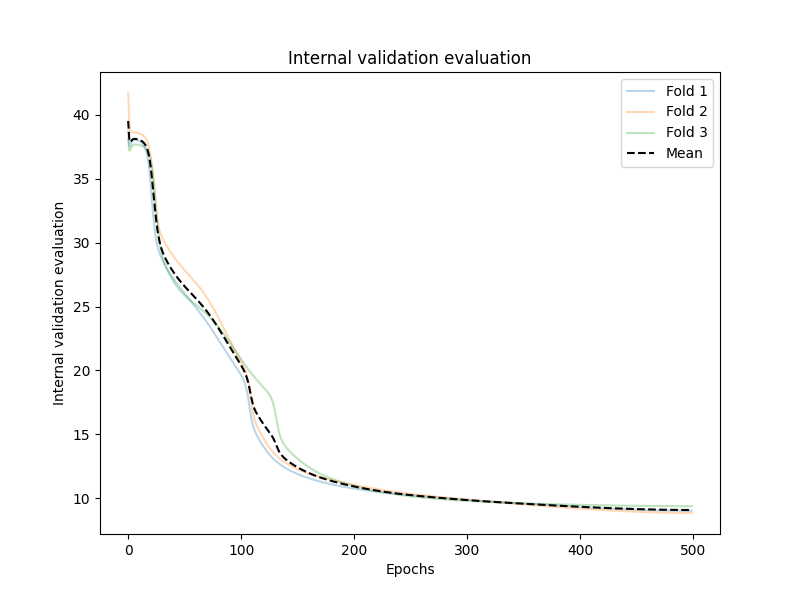 Internal validation evaluation
Fold 1
Fold 2
Fold 3
Mean
Internal validation evaluation
40
35
30
25
20
15
10
0 100 200 300 400 500
Epochs